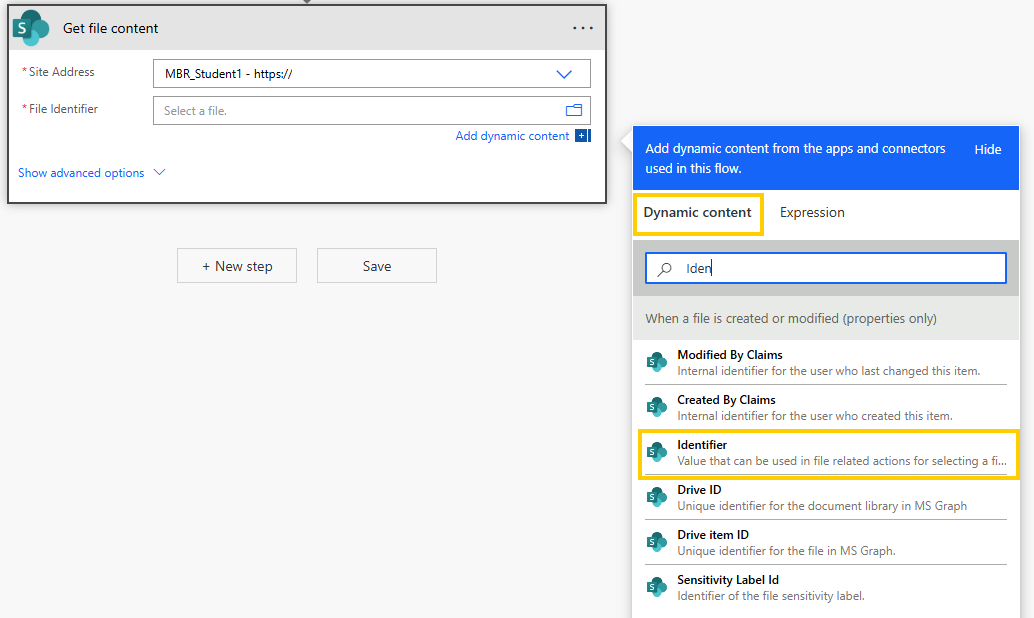 Get file content
* Site Address
MBR_Student1 - https://
* File Identifier
Select a file.
Add dynamic content
Show advanced options
+ New step
Save
Add dynamic content from the apps and connectors
used in this flow.
Hide
Dynamic content
Expression
Iden
When a file is created or modified (properties only)
Modified By Claims
Internal identifier for the user who last changed this item.
Created By Claims
Internal identifier for the user who created this item.
Identifier
Value that can be used in file related actions for selecting a fi...
Drive ID
Unique identifier for the document library in MS Graph
Drive item ID
Unique identifier for the file in MS Graph.
Sensitivity Label Id
Identifier of the file sensitivity label.